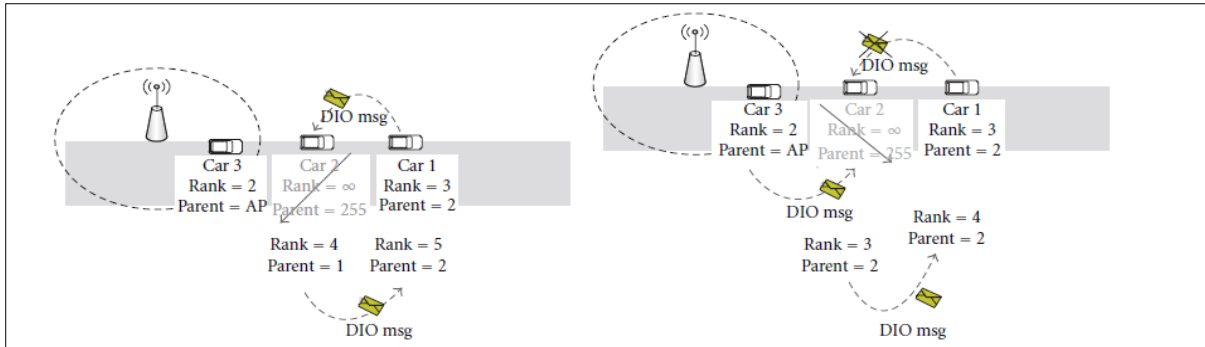 DIO msg
Car 3
Rank = 2
Parent = AP
Car 2
Rank = ∞
Parent = 255
Car 1
Rank = 3
Parent = 2
Rank = 4
Parent = 1
Rank = 5
Parent = 2
DIO msg
DIO msg
Car 3
Rank = 2
Parent = AP
Car 2
Rank = ∞
Parent = 255
Car 1
Rank = 3
Parent = 2
DIO msg
Rank = 3
Parent = 2
Rank = 4
Parent = 2
DIO msg